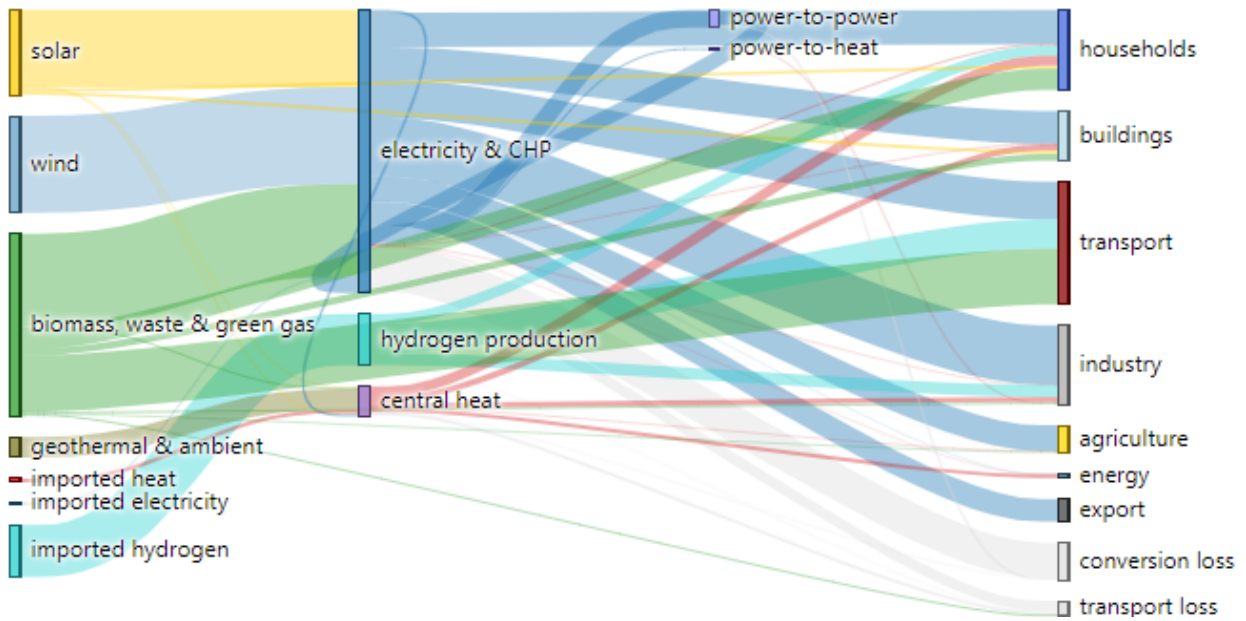 solar
wind
biomass, waste & green gas
geothermal & ambient
imported heat
imported electricity
imported hydrogen
electricity & CHP
hydrogen production
central heat
power-to-power
power-to-heat
households
buildings
transport
industry
agriculture
energy
export
conversion loss
transport loss